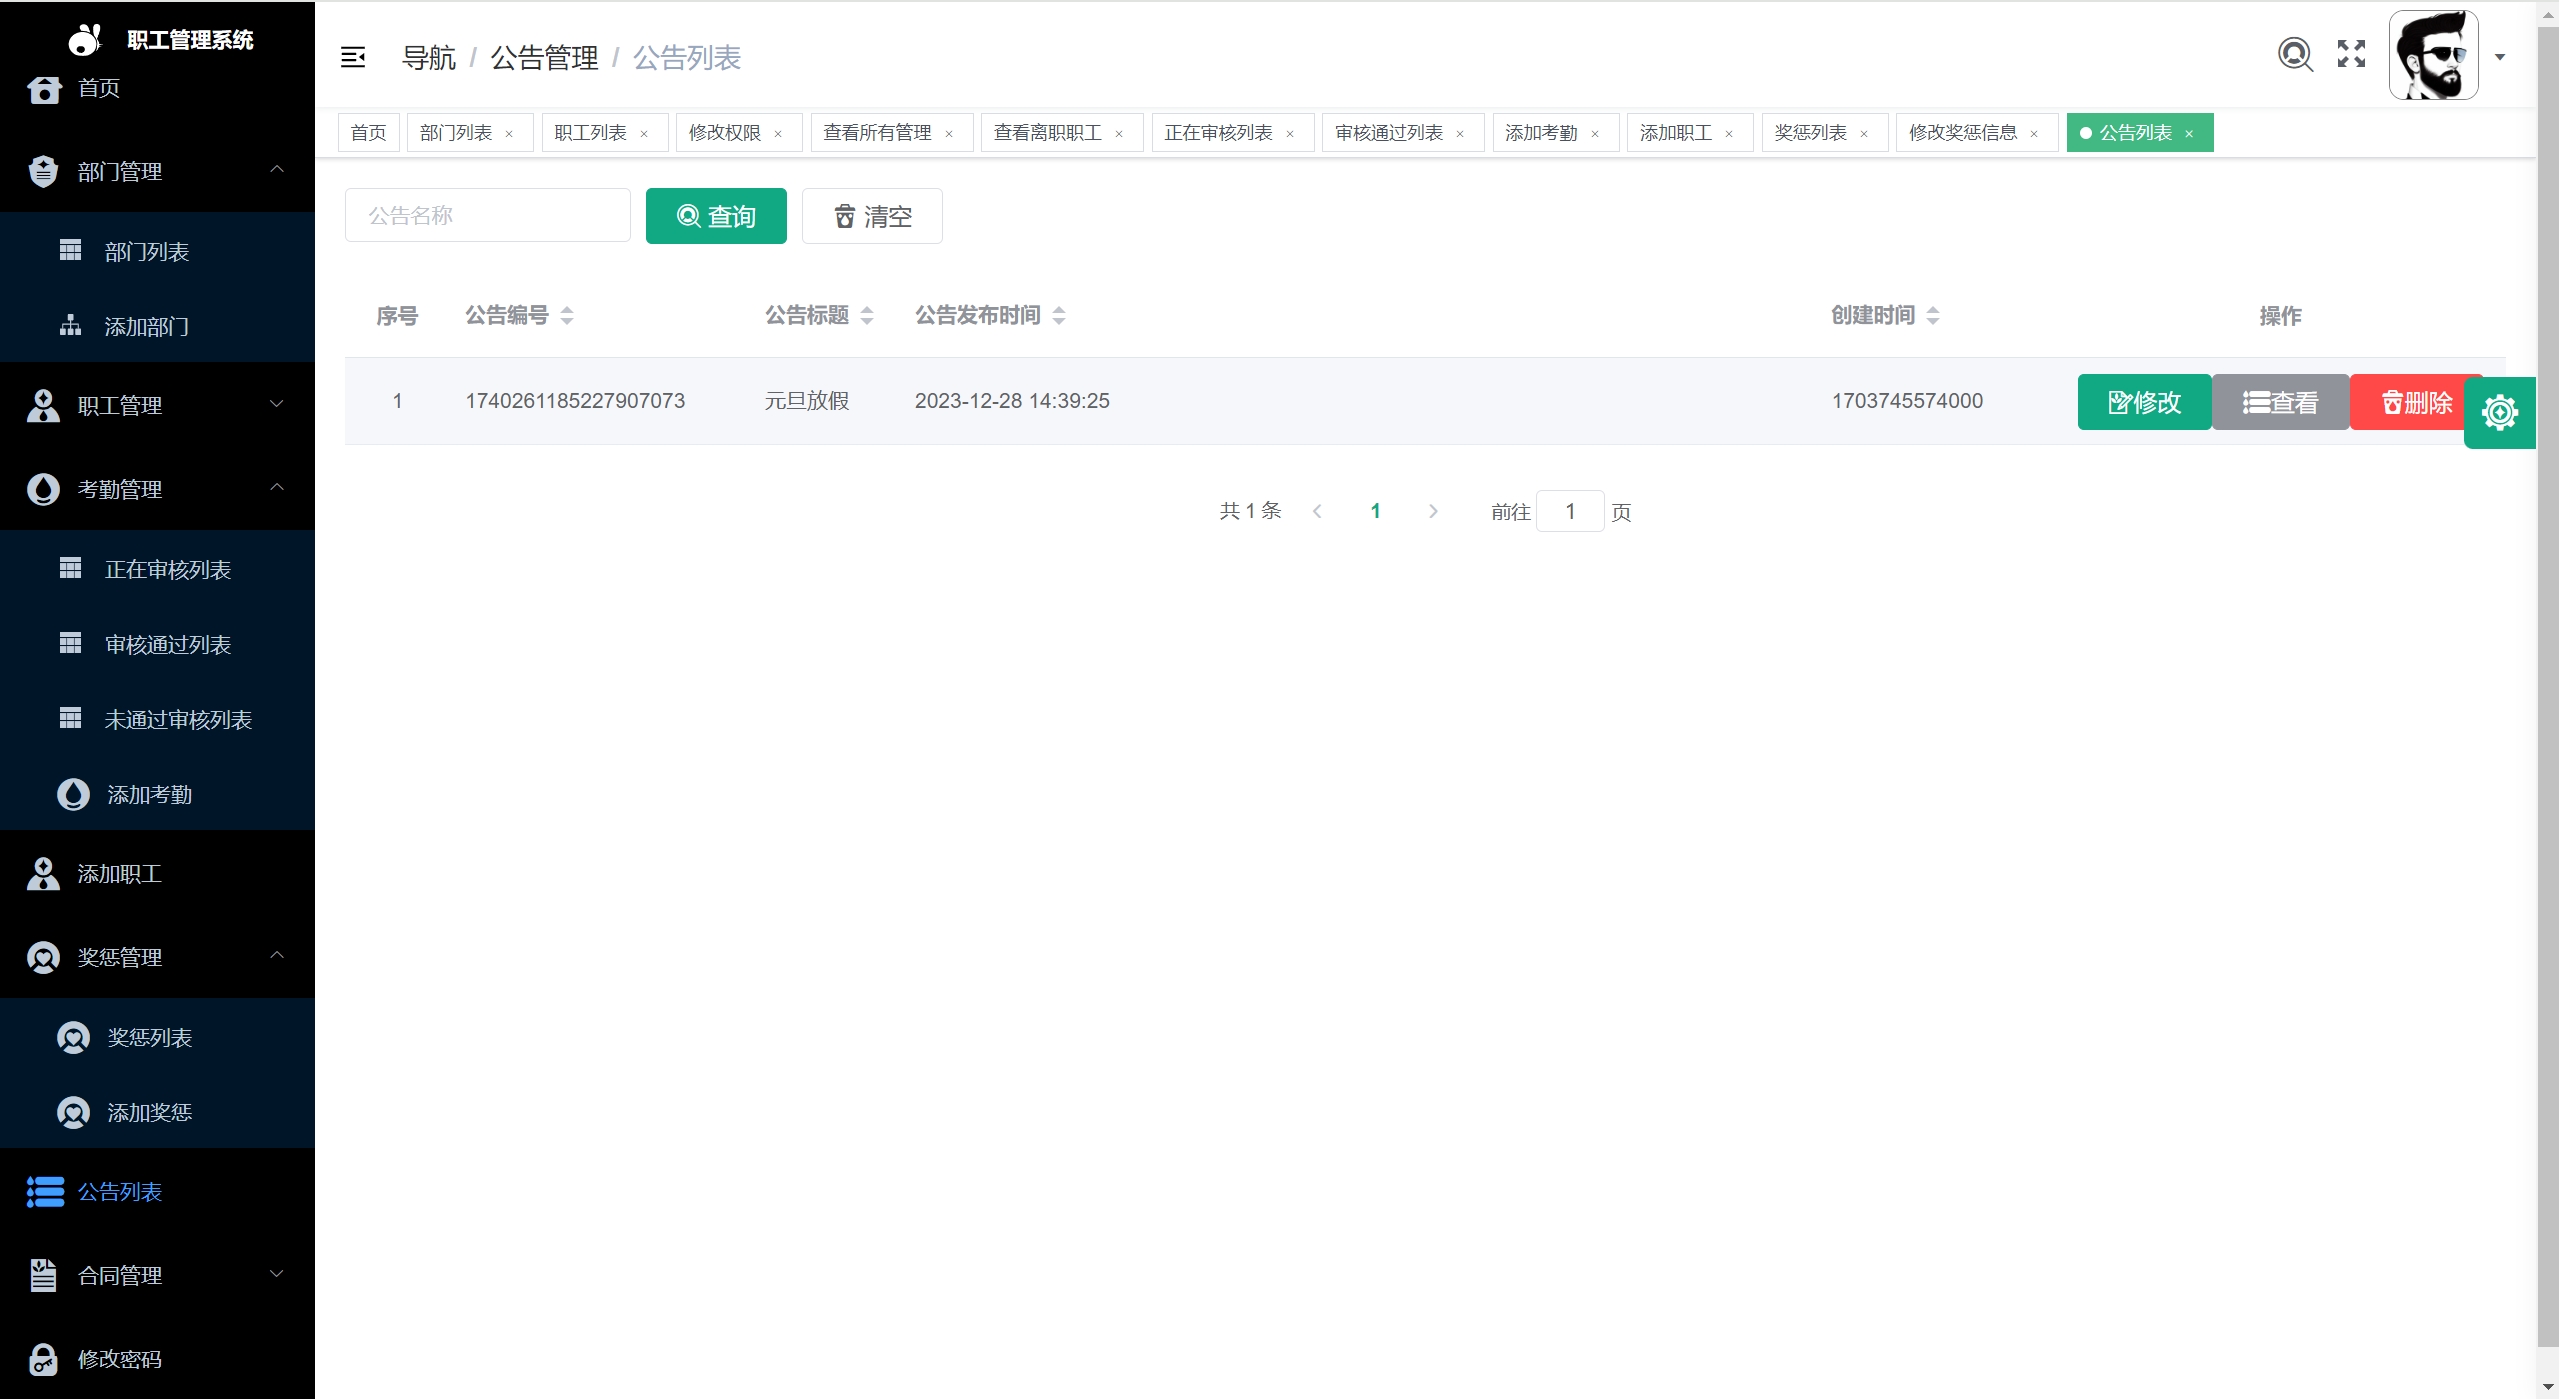 职工管理系统
首页
部门管理
部门列表
添加部门
职工管理
考勤管理
正在审核列表
审核通过列表
未通过审核列表
添加考勤
添加职工
奖惩管理
奖惩列表
添加奖惩
公告列表
合同管理
修改密码
导航 / 公告管理 / 公告列表
首页 部门列表 × 职工列表 × 修改权限 × 查看所有管理 × 查看离职职工 × 正在审核列表 × 审核通过列表 × 添加考勤 × 添加职工 × 奖惩列表 × 修改奖惩信息 × 公告列表 ×
公告名称 查询 清空
序号 公告编号 公告标题 公告发布时间 创建时间 操作
1 1740261185227907073 元旦放假 2023-12-28 14:39:25 1703745574000 修改 查看 删除
共 1 条 1 前往 1 页